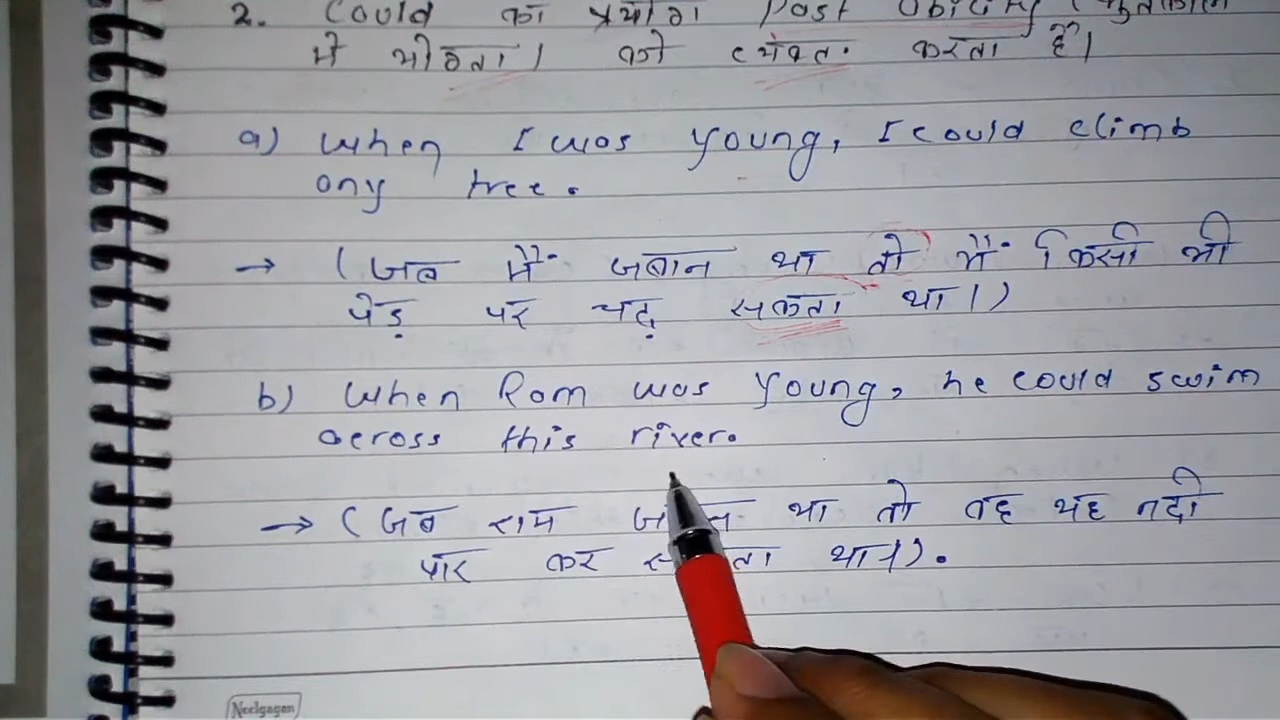 2. Could का प्रयोग Past Ability (भूतकाल
में योग्यता) को व्यक्त करता है।
a) When I was young, I could climb
any tree.
→ (जब मैं जवान था तो मैं किसी भी
पेड़ पर चढ़ सकता था।)
b) When Ram was young, he could swim
across this river.
→ (जब राम था तो वह यह नदी
पार कर था।).
Neelgagan